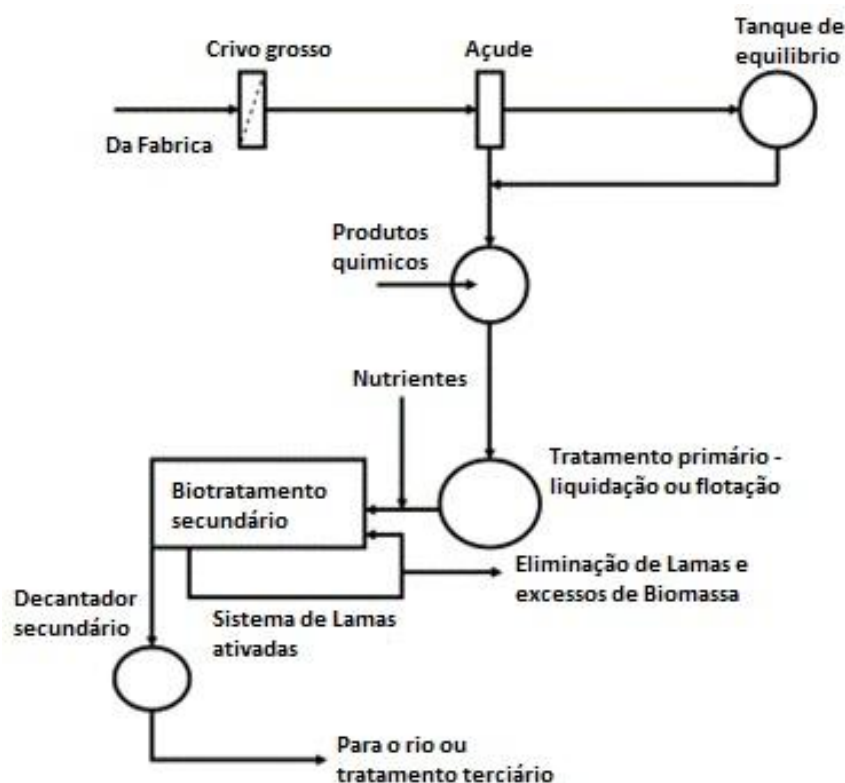 Crivo grosso
Açude
Tanque de
equilibrio
Da Fabrica
Produtos
quimicos
Nutrientes
Tratamento primário -
liquidação ou flotação
Biotratamento
secundário
Eliminação de Lamas e
excessos de Biomassa
Decantador
secundário
Sistema de Lamas
ativadas
Para o rio ou
tratamento terciário